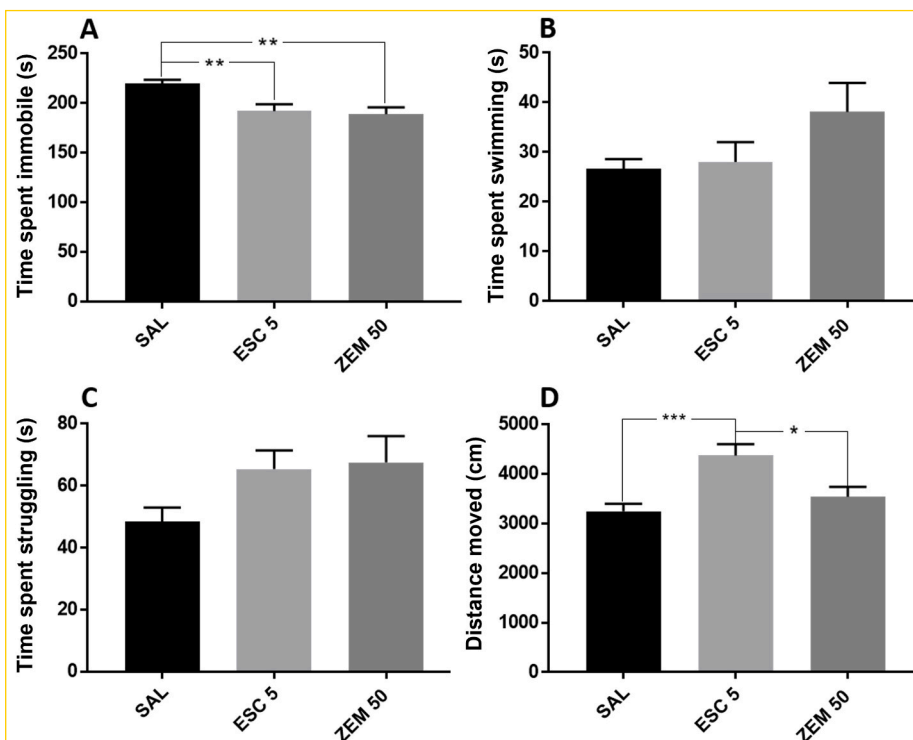 A
Time spent immobile (s)
250
200
150
100
50
0
**
**
SAL
ESC 5
ZEM 50
B
Time spent swimming (s)
50
40
30
20
10
0
SAL
ESC 5
ZEM 50
C
Time spent struggling (s)
80
60
40
20
0
SAL
ESC 5
ZEM 50
D
Distance moved (cm)
5000
4000
3000
2000
1000
0
***
*
SAL
ESC 5
ZEM 50